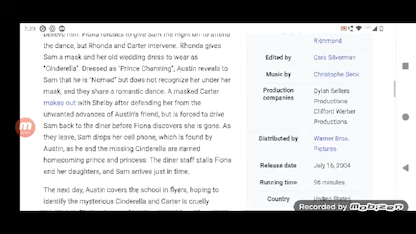 7:29
believe him. Fiona refuses to give Sam the night off to attend
the dance, but Rhonda and Carter intervene. Rhonda gives
Sam a mask and her old wedding dress to wear as
"Cinderella". Dressed as "Prince Charming", Austin reveals to
Sam that he is "Nomad" but does not recognize her under her
mask, and they share a romantic dance. A masked Carter
makes out with Shelby after defending her from the
unwanted advances of Austin's friend, but is forced to drive
Sam back to the diner before Fiona discovers she is gone. As
they leave, Sam drops her cell phone, which is found by
Austin, as he and the missing Cinderella are named
homecoming prince and princess. The diner staff stalls Fiona
and her daughters, and Sam arrives just in time.
The next day, Austin covers the school in flyers, hoping to
identify the mysterious Cinderella and Carter is cruelly
Richmond
Edited by Cara Silverman
Music by Christophe Beck
Production companies
Dylan Sellers
Productions
Clifford Werber
Productions
Distributed by Warner Bros.
Pictures
Release date July 16, 2004
Running time 95 minutes
Country United States
Recorded by Mobizen